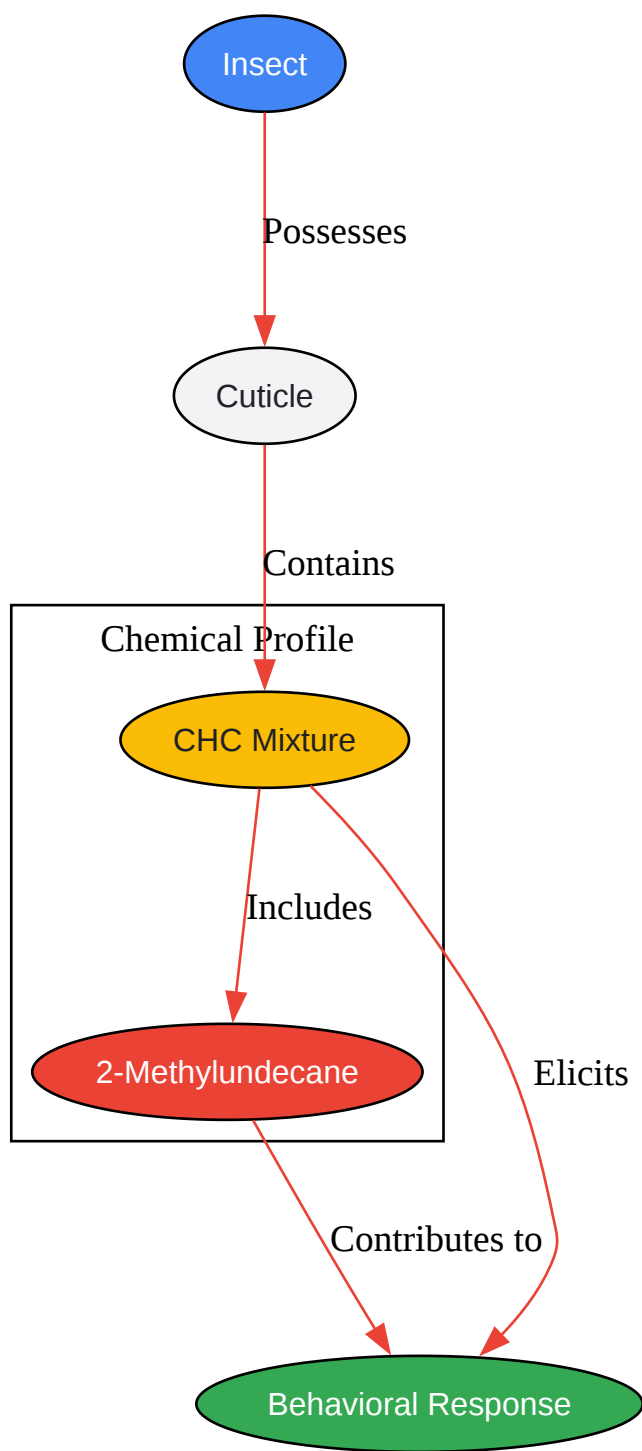 Insect
Possesses
Cuticle
Contains
Chemical Profile
CHC Mixture
Includes
2-Methylundecane
Elicits
Contributes to
Behavioral Response